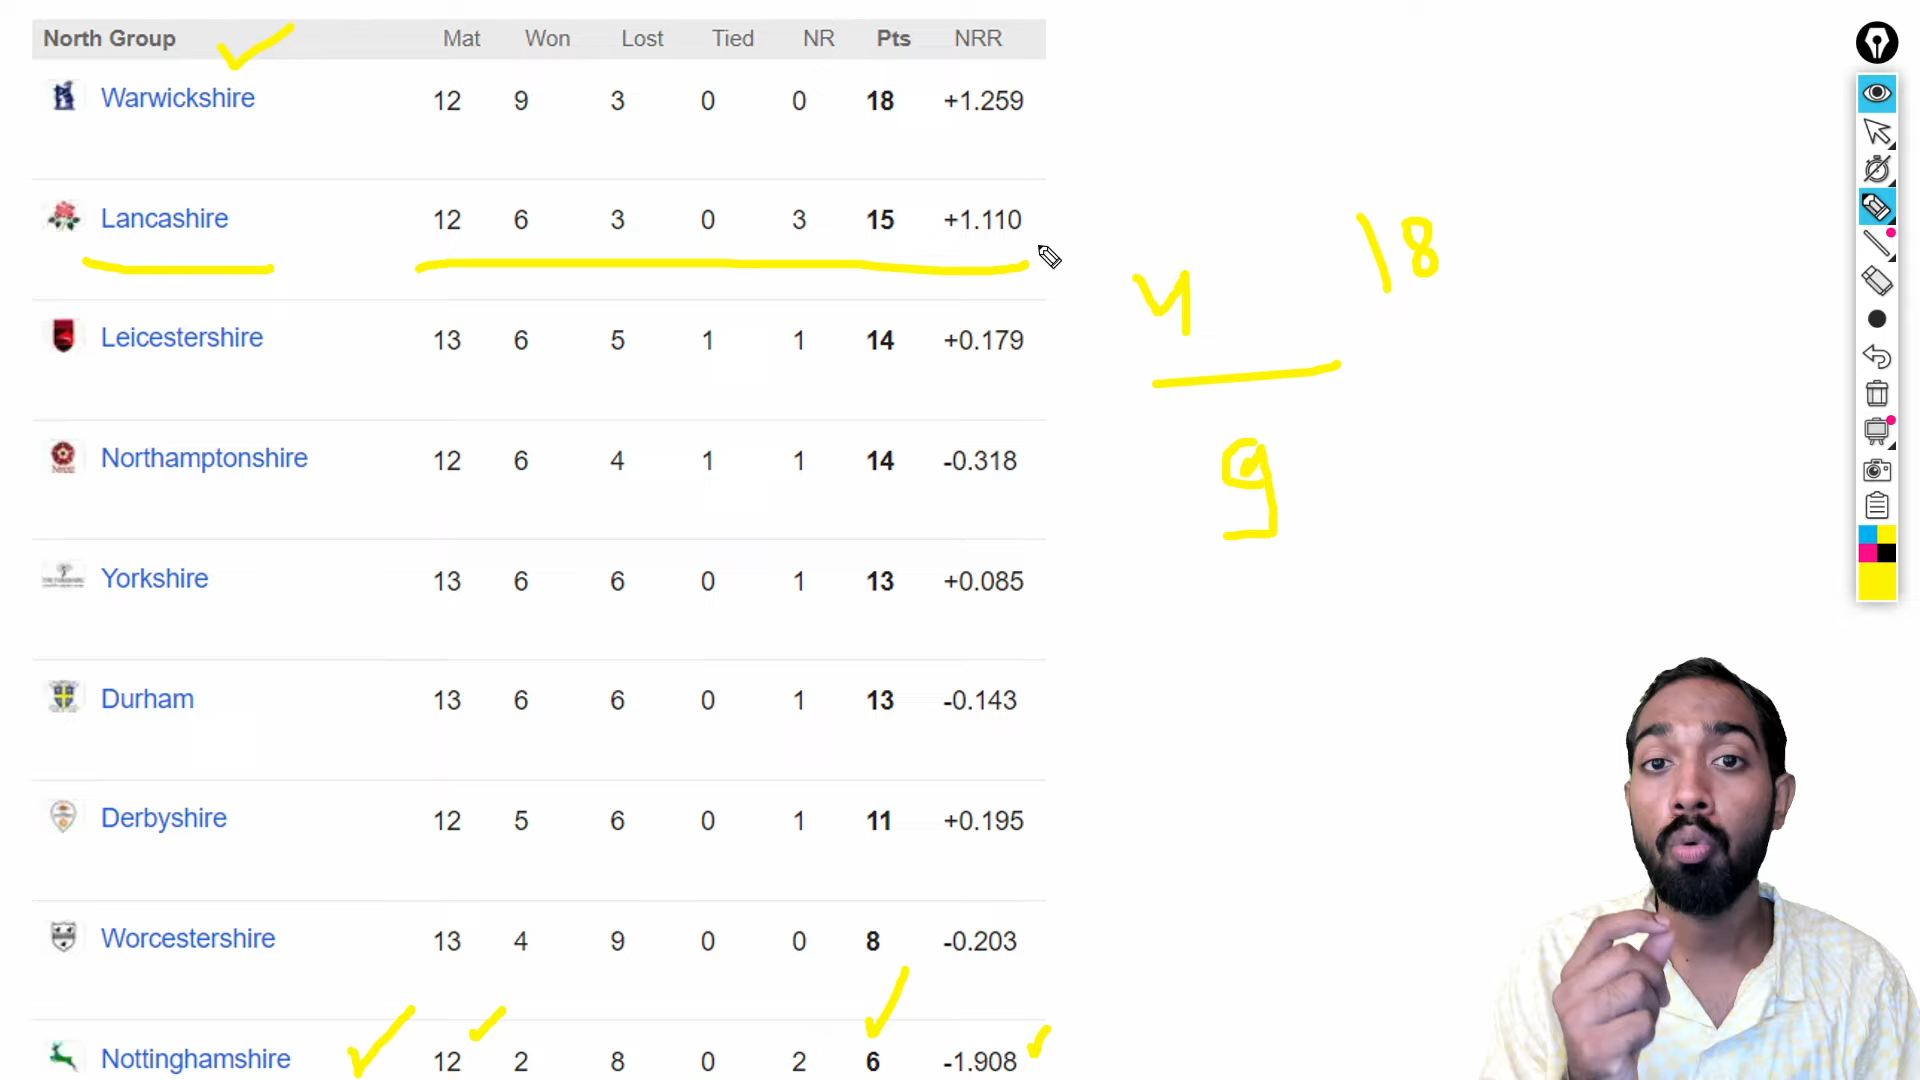 North Group Mat Won Lost Tied NR Pts NRR
Warwickshire 12 9 3 0 0 18 +1.259
Lancashire 12 6 3 0 3 15 +1.110
Leicestershire 13 6 5 1 1 14 +0.179
Northamptonshire 12 6 4 1 1 14 -0.318
Yorkshire 13 6 6 0 1 13 +0.085
Durham 13 6 6 0 1 13 -0.143
Derbyshire 12 5 6 0 1 11 +0.195
Worcestershire 13 4 9 0 0 8 -0.203
Nottinghamshire 12 2 8 0 2 6 -1.908
18
4
9